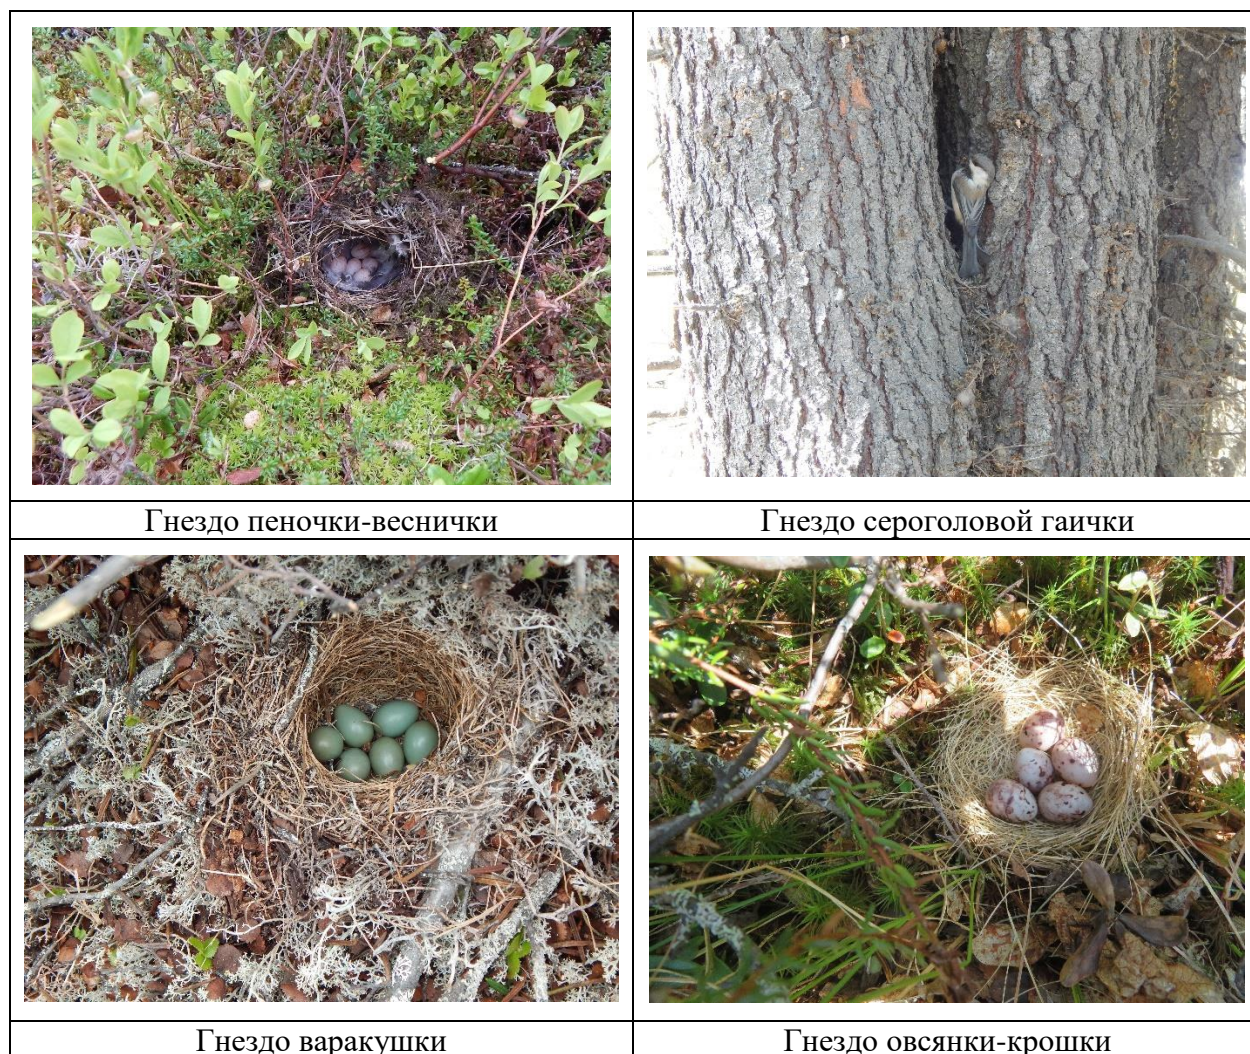 Гнездо пеночки-веснички
Гнездо сероголовой гаички
Гнездо варакушки
Гнездо овсянки-крошки